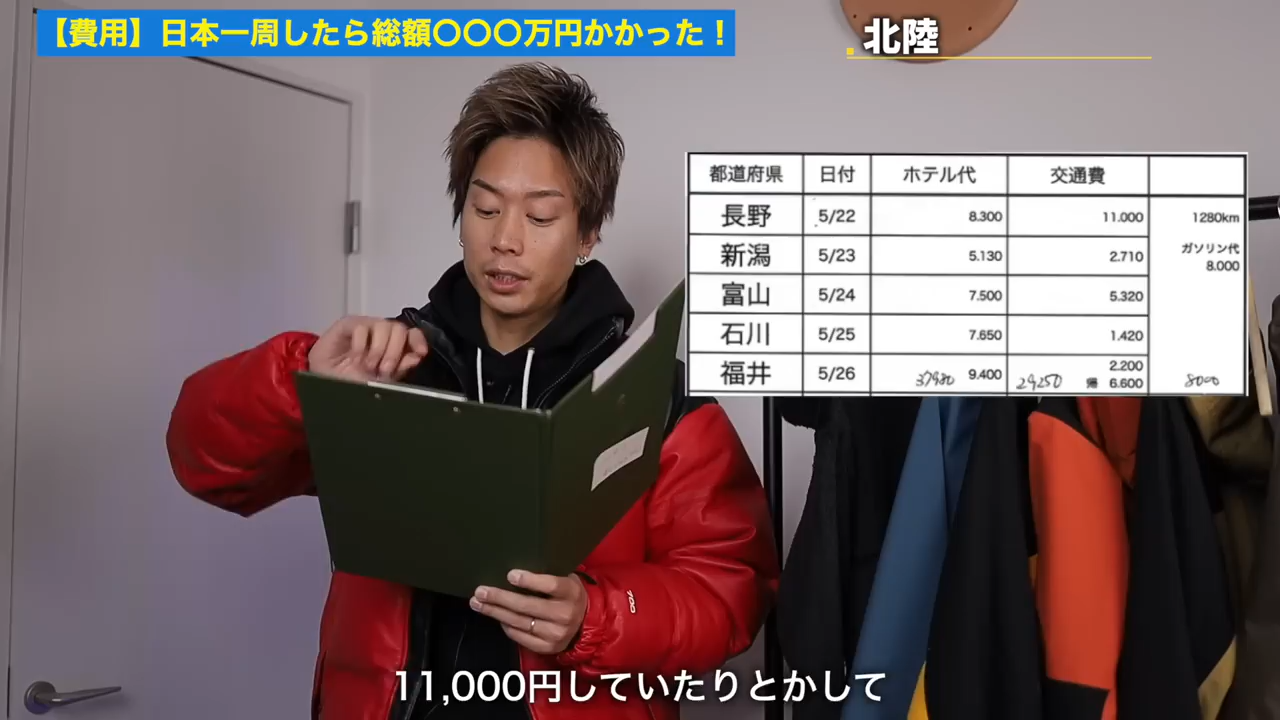 【費用】日本一周したら総額〇〇〇万円かかった！
北陸
都道府県 日付 ホテル代 交通費
長野 5/22 8.300 11.000 1280km
新潟 5/23 5.130 2.710 ガソリン代 8.000
富山 5/24 7.500 5.320
石川 5/25 7.650 1.420
福井 5/26 37980 9.400 29250 2.200 帰 6.600 8000
700
11,000円していたりとかして